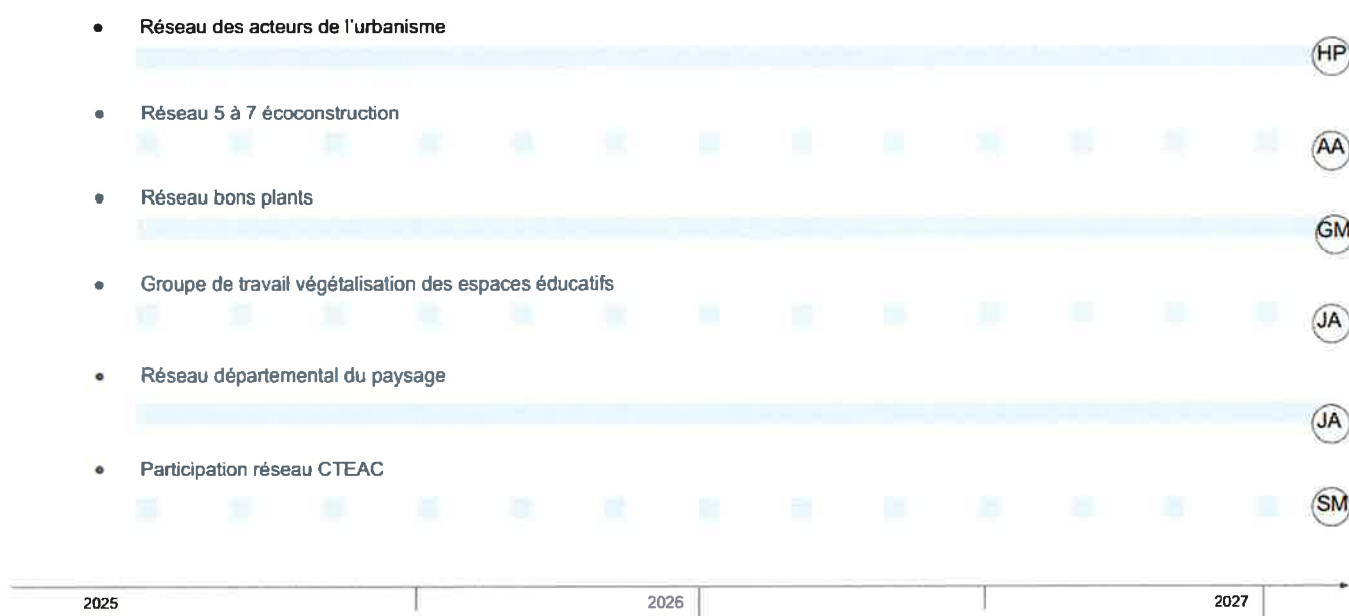 • Réseau des acteurs de l'urbanisme
HP
• Réseau 5 à 7 écoconstruction
AA
• Réseau bons plants
GM
• Groupe de travail végétalisation des espaces éducatifs
JA
• Réseau départemental du paysage
JA
• Participation réseau CTEAC
SM
2025 2026 2027